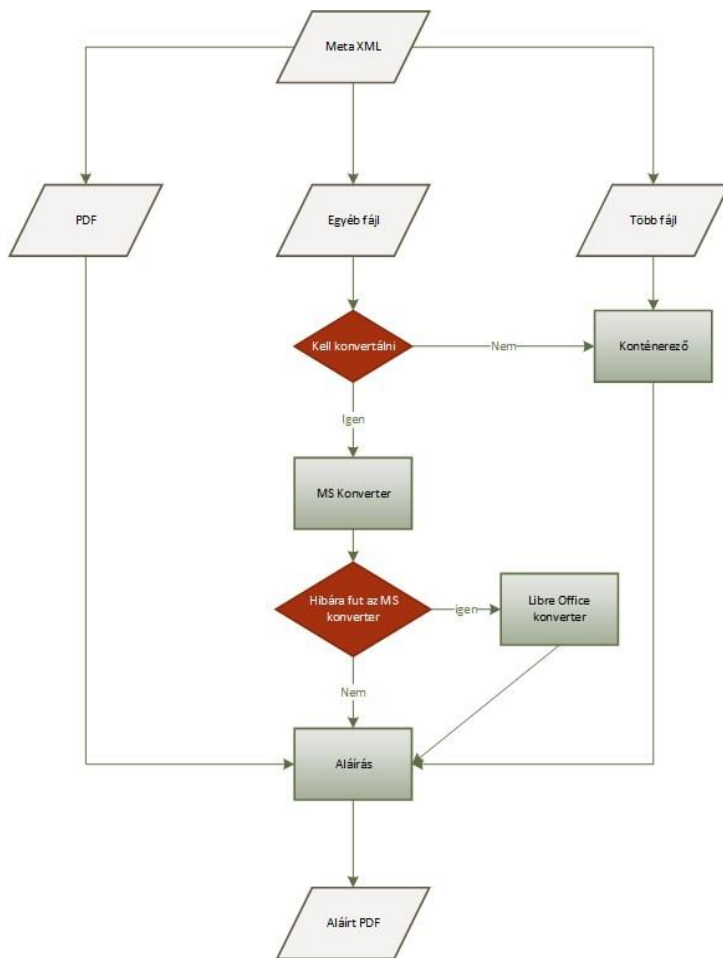 Meta XML
PDF
Egyéb fájl
Több fájl
Kell konvertálni
Nem
Konténerező
Igen
MS Konverter
Hibára fut az MS
konverter
igen
Libre Office
konverter
Nem
Aláírás
Aláírt PDF